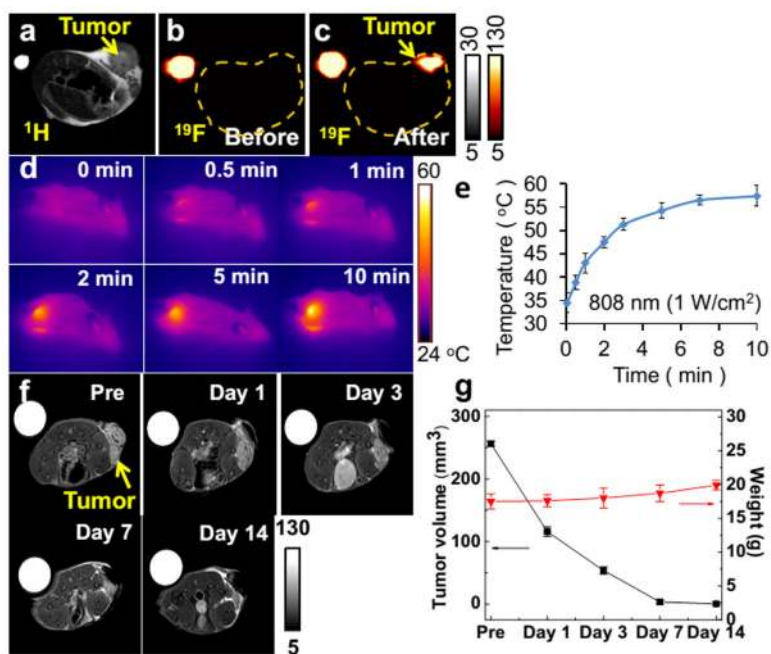 a
Tumor
¹H
b
¹⁹F
Before
c
Tumor
¹⁹F
After
30
5
130
5
d
0 min
0.5 min
1 min
2 min
5 min
10 min
60
24 °C
e
Temperature ( °C)
60
55
50
45
40
35
30
808 nm (1 W/cm²)
0 2 4 6 8 10
Time ( min)
f
Pre
Tumor
Day 1
Day 3
Day 7
Day 14
130
5
g
Tumor volume (mm³)
300
200
100
0
30
25
20
15
10
5
0
Weight (g)
Pre Day 1 Day 3 Day 7 Day 14